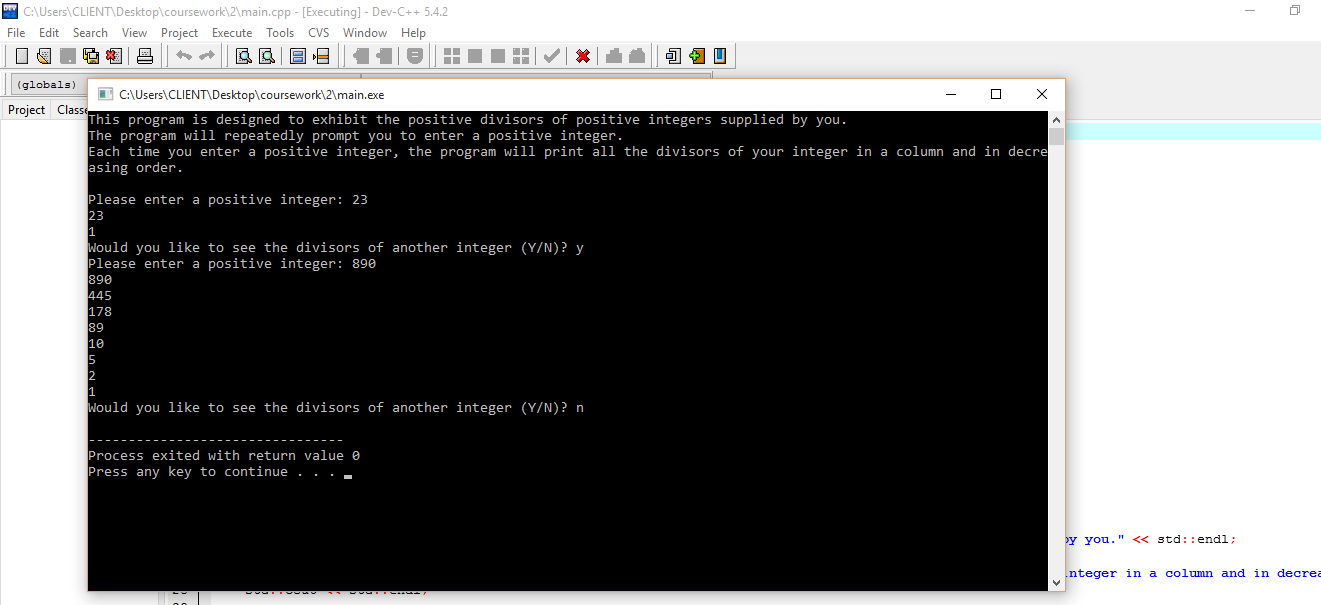 C:\Users\CLIENT\Desktop\coursework\2\main.cpp - [Executing] - Dev-C++ 5.4.2
File Edit Search View Project Execute Tools CVS Window Help
(globals)
Project Classe
C:\Users\CLIENT\Desktop\coursework\2\main.exe
This program is designed to exhibit the positive divisors of positive integers supplied by you.
The program will repeatedly prompt you to enter a positive integer.
Each time you enter a positive integer, the program will print all the divisors of your integer in a column and in decre
asing order.
Please enter a positive integer: 23
23
1
Would you like to see the divisors of another integer (Y/N)? y
Please enter a positive integer: 890
890
445
178
89
10
5
2
1
Would you like to see the divisors of another integer (Y/N)? n
--------------------------------
Process exited with return value 0
Press any key to continue . . .
by you." << std::endl;
integer in a column and in decrea